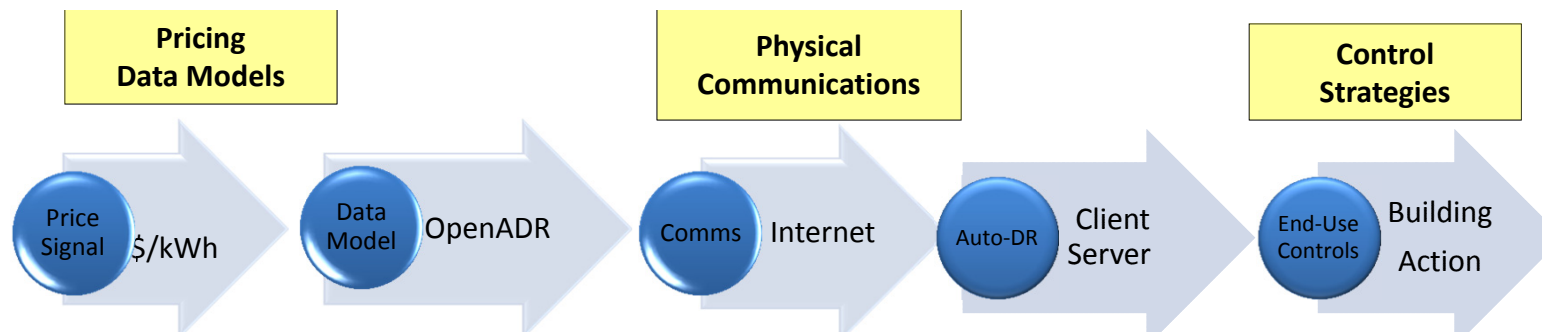 Pricing
Data Models
Physical
Communications
Control
Strategies
Price
Signal
$/kWh
Data
Model
OpenADR
Comms
Internet
Auto-DR
Client
Server
End-Use
Controls
Building
Action